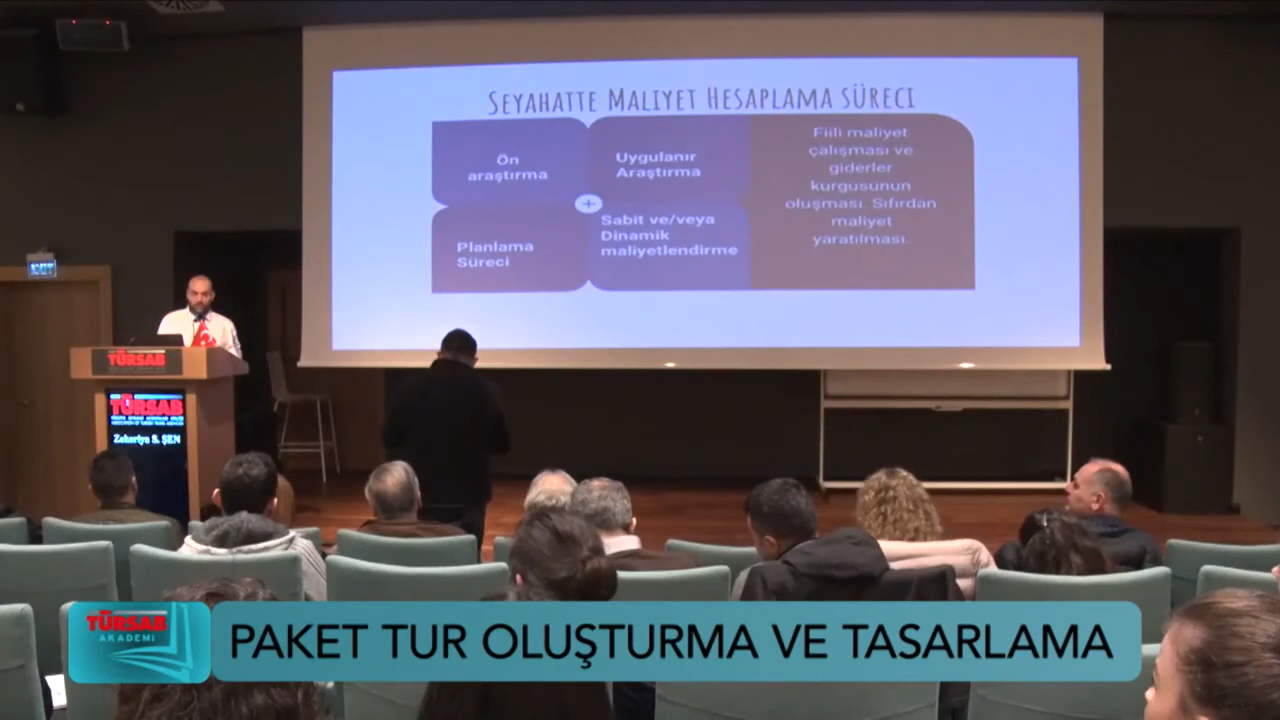 SEYAHATTE MALIYET HESAPLAMA SÜRECI
Ön
araştırma
Uygulanır
Araştırma
Planlama
Süreci
Sabit ve/veya
Dinamik
maliyetlendirme
Fiili maliyet
çalışması ve
giderler
kurgusunun
oluşması. Sıfırdan
maliyet
yaratılması.
TÜRSAB
TÜRSAB
Zekeriya S. ŞEN
TÜRSAB
AKADEMİ
PAKET TUR OLUŞTURMA VE TASARLAMA